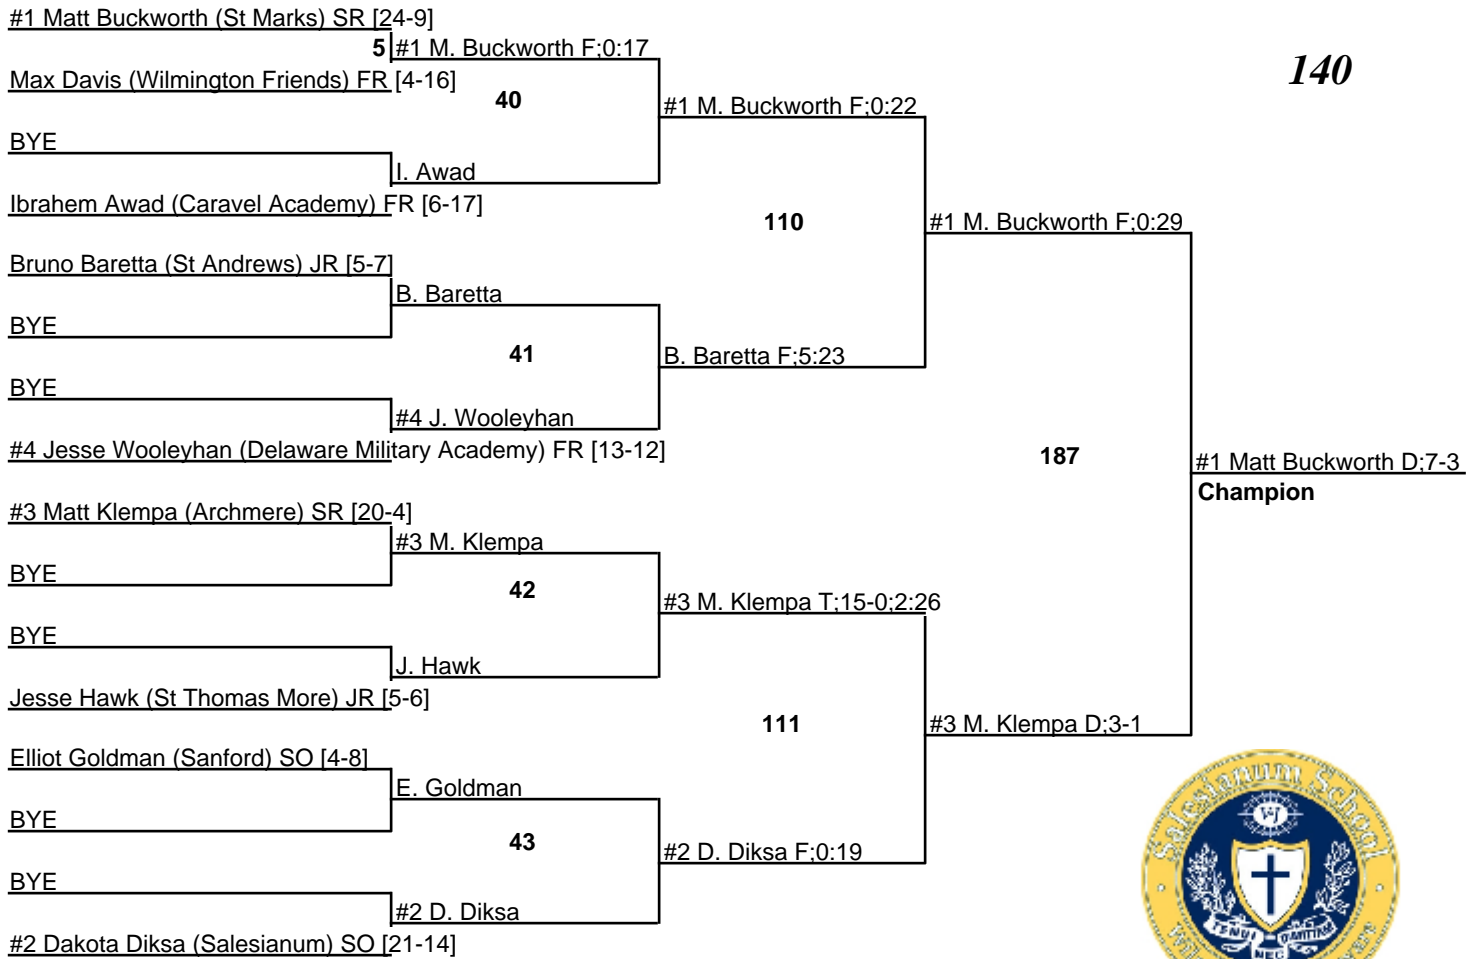 #1 Matt Buckworth (St Marks) SR [24-9]
5 #1 M. Buckworth F;0:17
140
Max Davis (Wilmington Friends) FR [4-16]
40
#1 M. Buckworth F;0:22
BYE
I. Awad
Ibrahem Awad (Caravel Academy) FR [6-17]
110
#1 M. Buckworth F;0:29
Bruno Baretta (St Andrews) JR [5-7]
B. Baretta
BYE
41
B. Baretta F;5:23
BYE
#4 J. Wooleyhan
#4 Jesse Wooleyhan (Delaware Military Academy) FR [13-12]
187
#1 Matt Buckworth D;7-3
Champion
#3 Matt Klempa (Archmere) SR [20-4]
#3 M. Klempa
BYE
42
#3 M. Klempa T;15-0;2:26
BYE
J. Hawk
Jesse Hawk (St Thomas More) JR [5-6]
111
#3 M. Klempa D;3-1
Elliot Goldman (Sanford) SO [4-8]
E. Goldman
BYE
43
#2 D. Diksa F;0:19
BYE
#2 D. Diksa
#2 Dakota Diksa (Salesianum) SO [21-14]
Salesianum School
TENUI NEC